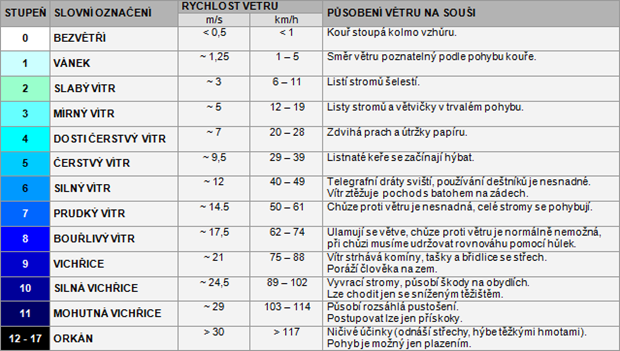 STUPEŇ SLOVNÍ OZNAČENÍ RYCHLOST VĚTRU PŮSOBENÍ VĚTRU NA SOUŠI
m/s km/h
0 BEZVĚTŘÍ < 0,5 < 1 Kouř stoupá kolmo vzhůru.
1 VÁNEK ~ 1,25 1 – 5 Směr větru poznatelný podle pohybu kouře.
2 SLABÝ VÍTR ~ 3 6 – 11 Listí stromů šelestí.
3 MÍRNÝ VÍTR ~ 5 12 – 19 Listy stromů a větvičky v trvalém pohybu.
4 DOSTI ČERSTVÝ VÍTR ~ 7 20 – 28 Zdvihá prach a útržky papíru.
5 ČERSTVÝ VÍTR ~ 9,5 29 – 39 Listnaté keře se začínají hýbat.
6 SILNÝ VÍTR ~ 12 40 – 49 Telegrafní dráty sviští, používání deštníků je nesnadné.
Vítr ztěžuje pochod s batohem na zádech.
7 PRUDKÝ VÍTR ~ 14.5 50 – 61 Chůze proti větru je nesnadná, celé stromy se pohybují.
8 BOUŘLIVÝ VÍTR ~ 17,5 62 – 74 Ulamují se větve, chůze proti větru je normálně nemožná,
při chůzi musíme udržovat rovnováhu pomocí hůlek.
9 VICHŘICE ~ 21 75 – 88 Vítr strhává komíny, tašky a břidlice se střech.
Poráží člověka na zem.
10 SILNÁ VICHŘICE ~ 24,5 89 – 102 Vyvrací stromy, působí škody na obydlích.
Lze chodit jen se sníženým těžištěm.
11 MOHUTNÁ VICHŘICE ~ 29 103 – 114 Působí rozsáhlá pustošení.
Postupovat lze jen přískoky.
12 - 17 ORKÁN > 30 > 117 Ničivé účinky (odnáší střechy, hýbe těžkými hmotami).
Pohyb je možný jen plazením.